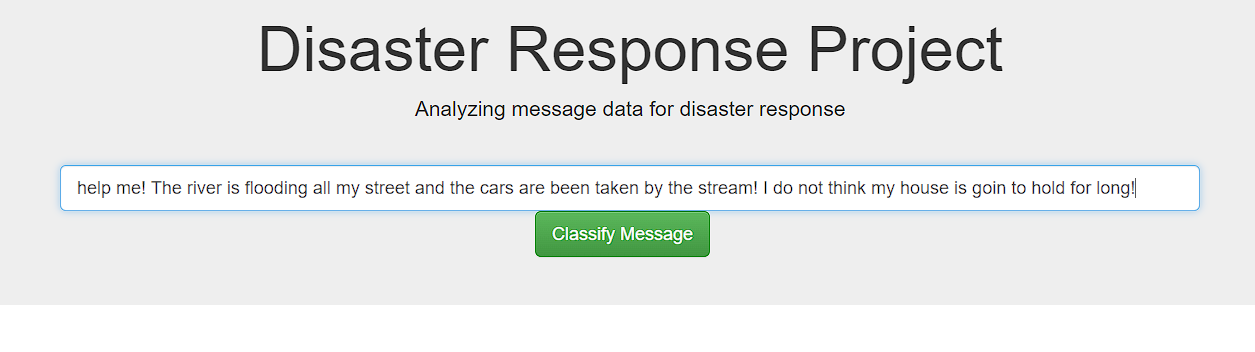 Disaster Response Project
Analyzing message data for disaster response
help me! The river is flooding all my street and the cars are been taken by the stream! I do not think my house is goin to hold for long!
Classify Message